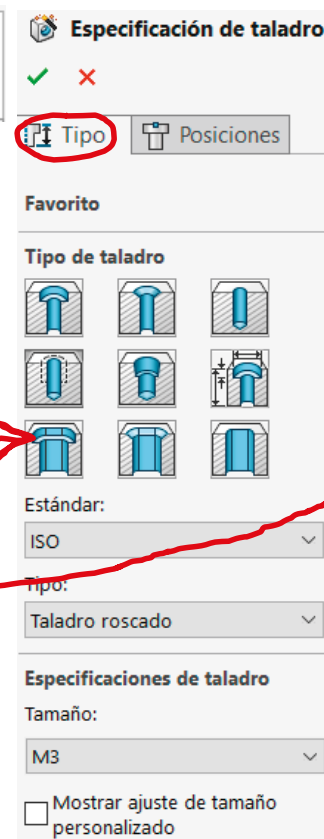 Especificación de taladro
Tipo
Posiciones
Favorito
Tipo de taladro
Estándar:
ISO
Tipo:
Taladro roscado
Especificaciones de taladro
Tamaño:
M3
Mostrar ajuste de tamaño
personalizado